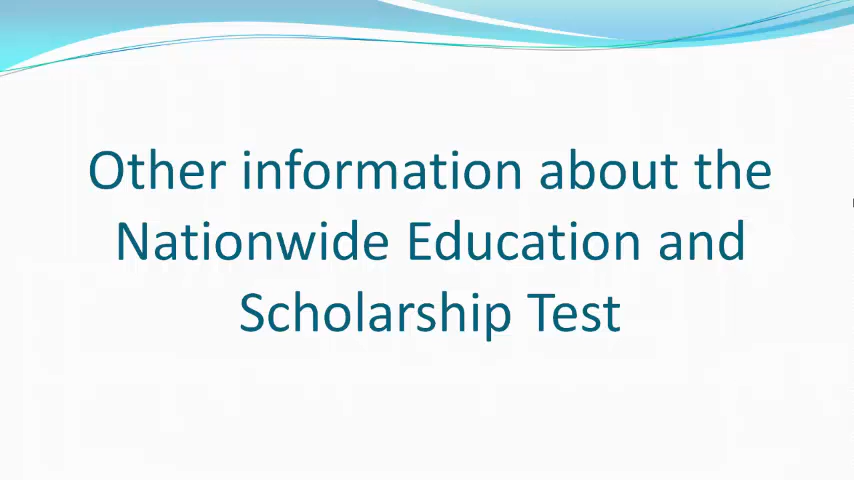 Other information about the
Nationwide Education and
Scholarship Test